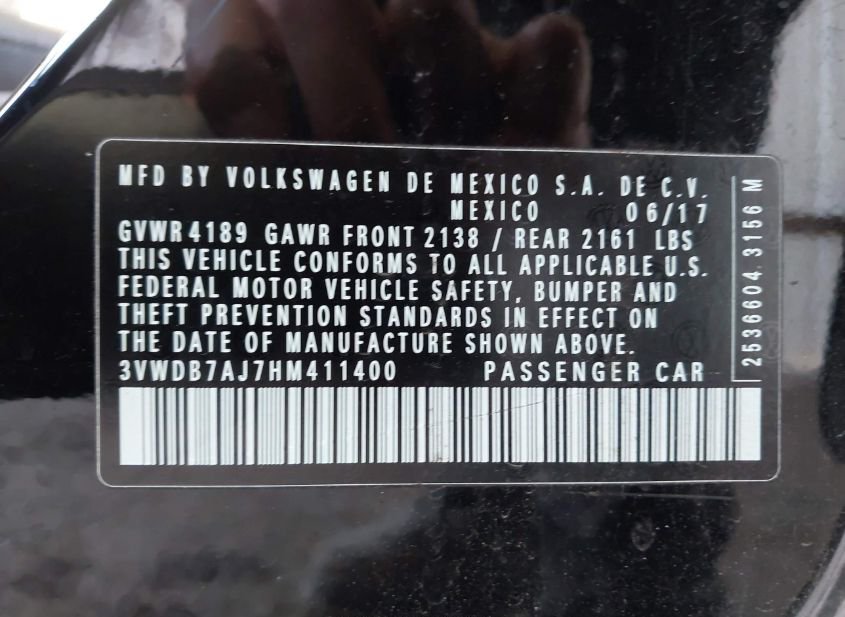 MFD BY VOLKSWAGEN DE MEXICO S.A. DE C.V.
MEXICO 06/17
GVWR 4189 GAWR FRONT 2138 / REAR 2161 LBS
THIS VEHICLE CONFORMS TO ALL APPLICABLE U.S.
FEDERAL MOTOR VEHICLE SAFETY, BUMPER AND
THEFT PREVENTION STANDARDS IN EFFECT ON
THE DATE OF MANUFACTURE SHOWN ABOVE.
3VWDB7AJ7HM411400 PASSENGER CAR
2536604 3156 M